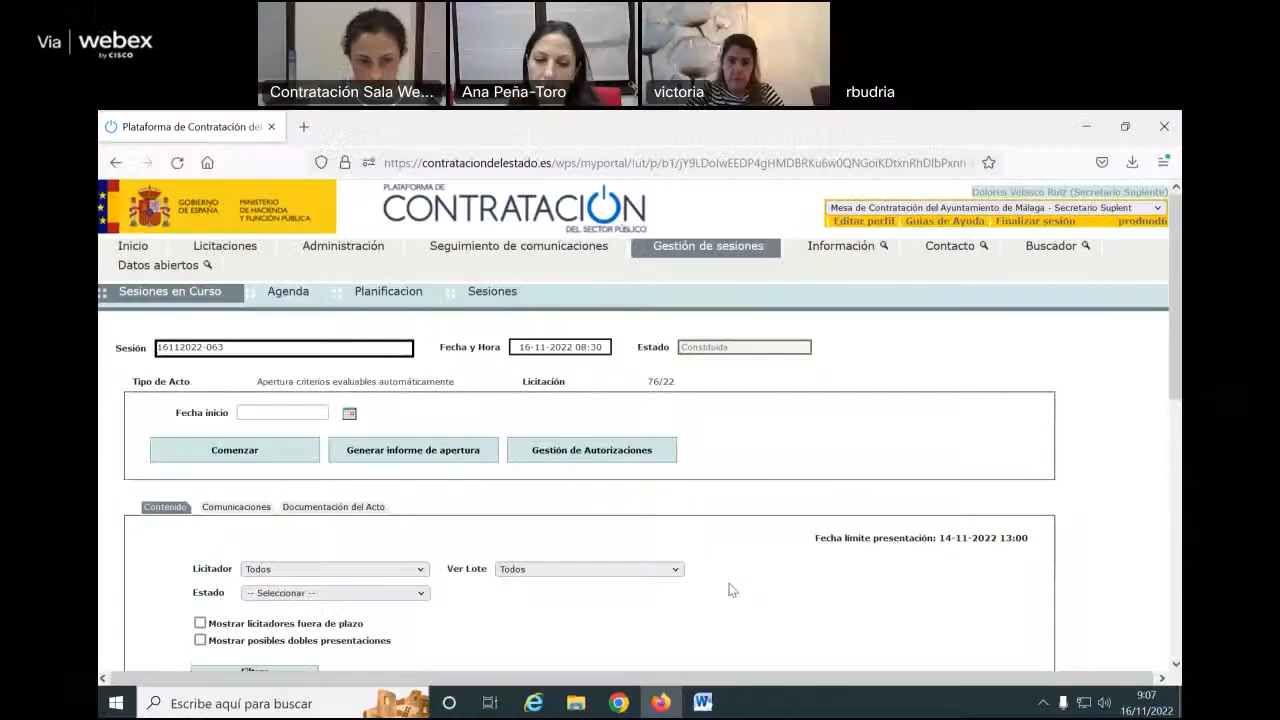 Via | webex
by CISCO
Contratación Sala We...
Ana Peña-Toro
victoria
rbudria
Plataforma de Contratación del
https://contrataciondelestado.es/wps/myportal/!ut/p/b1/jY9LDoIwEEDP4gHMDBRKu6w0QNGoiKDtxnRhDIbPxnh
GOBIERNO DE ESPAÑA
MINISTERIO DE HACIENDA Y FUNCIÓN PÚBLICA
PLATAFORMA DE
CONTRATACIÓN
DEL SECTOR PÚBLICO
Dolores Velasco Ruiz (Secretario Suplente)
Mesa de Contratación del Ayuntamiento de Málaga - Secretario Suplent
Editar perfil | Guías de Ayuda | Finalizar sesión prodnod6
Inicio Licitaciones Administración Seguimiento de comunicaciones Gestión de sesiones Información Contacto Buscador
Datos abiertos
Sesiones en Curso Agenda Planificacion Sesiones
Sesión 16112022-063 Fecha y Hora 16-11-2022 08:30 Estado Constituida
Tipo de Acto Apertura criterios evaluables automáticamente Licitación 76/22
Fecha inicio
Comenzar Generar informe de apertura Gestión de Autorizaciones
Contenido Comunicaciones Documentación del Acto
Fecha límite presentación: 14-11-2022 13:00
Licitador Todos Ver Lote Todos
Estado -- Seleccionar --
Mostrar licitadores fuera de plazo
Mostrar posibles dobles presentaciones
Escribe aquí para buscar
9:07
16/11/2022